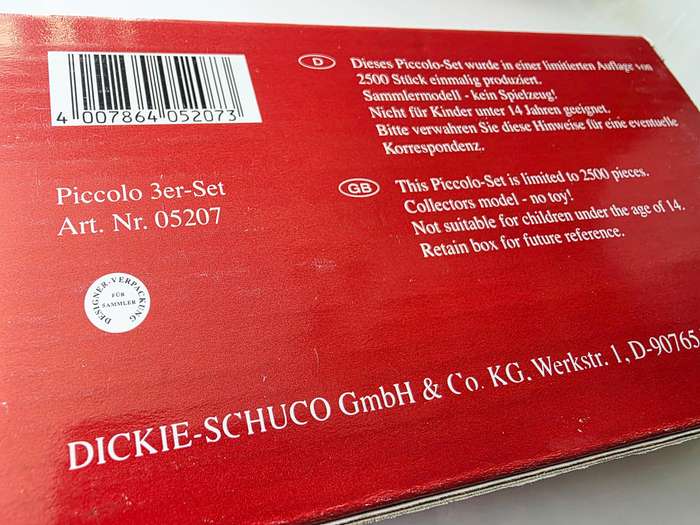 4 007864 052073
Piccolo 3er-Set
Art. Nr. 05207
DESIGNER-VERPACKUNG
FÜR
SAMMLER
D
Dieses Piccolo-Set wurde in einer limitierten Auflage von
2500 Stück einmalig produziert.
Sammlermodell - kein Spielzeug!
Nicht für Kinder unter 14 Jahren geeignet.
Bitte verwahren Sie diese Hinweise für eine eventuelle
Korrespondenz.
GB
This Piccolo-Set is limited to 2500 pieces.
Collectors model - no toy!
Not suitable for children under the age of 14.
Retain box for future reference.
DICKIE-SCHUCO GmbH & Co. KG. Werkstr. 1, D-90765